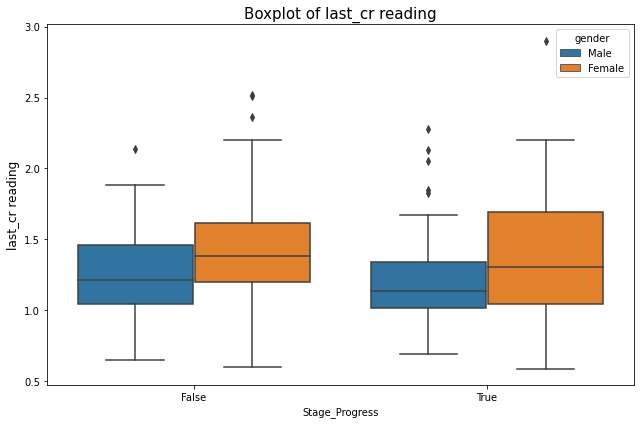 Boxplot of last_cr reading
gender
Male
Female
3.0
2.5
2.0
1.5
1.0
0.5
last_cr reading
False
True
Stage_Progress